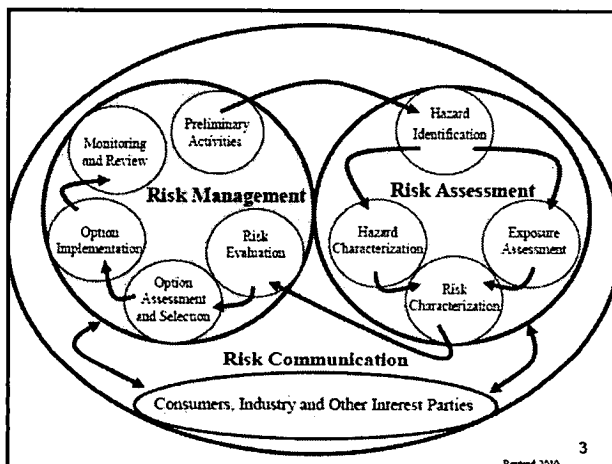 Preliminary
Activities
Monitoring
and Review
Risk Management
Option
Implementation
Risk
Evaluation
Option
Assessment
and Selection
Hazard
Identification
Risk Assessment
Hazard
Characterization
Exposure
Assessment
Risk
Characterization
Risk Communication
Consumers, Industry and Other Interest Parties
3
2010